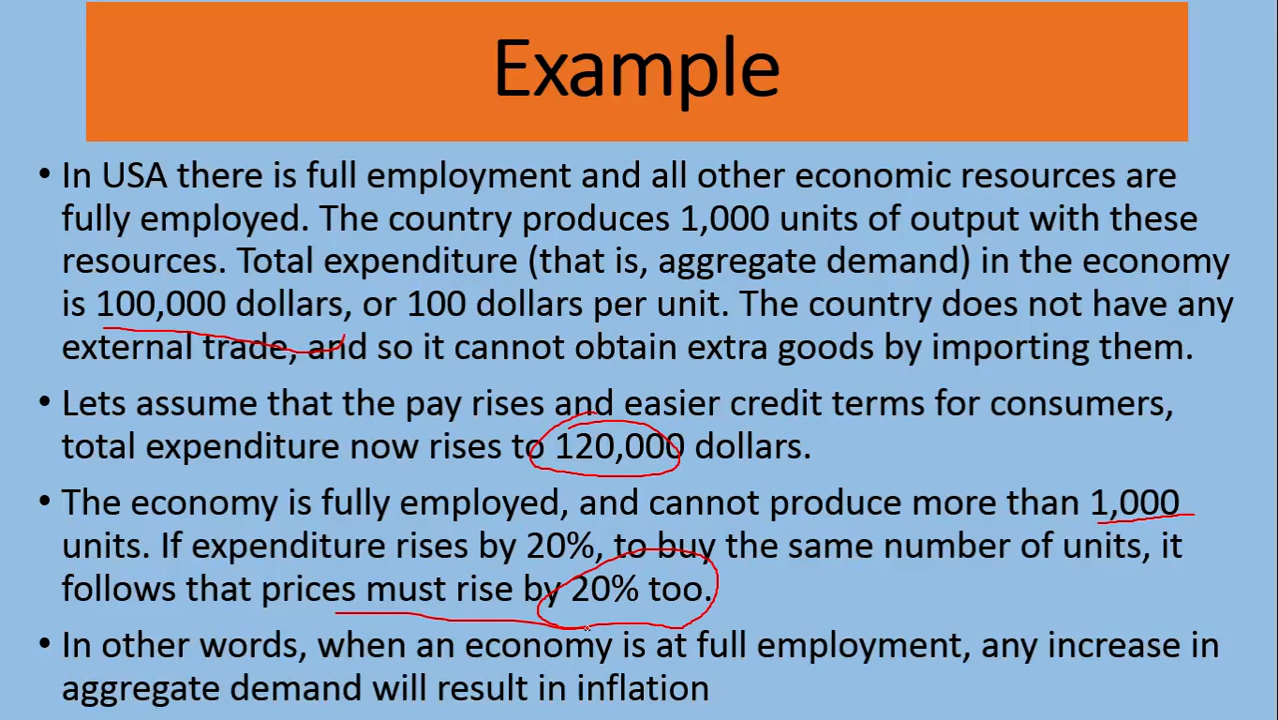 Example
• In USA there is full employment and all other economic resources are
fully employed. The country produces 1,000 units of output with these
resources. Total expenditure (that is, aggregate demand) in the economy
is 100,000 dollars, or 100 dollars per unit. The country does not have any
external trade, and so it cannot obtain extra goods by importing them.
• Lets assume that the pay rises and easier credit terms for consumers,
total expenditure now rises to 120,000 dollars.
• The economy is fully employed, and cannot produce more than 1,000
units. If expenditure rises by 20%, to buy the same number of units, it
follows that prices must rise by 20% too.
• In other words, when an economy is at full employment, any increase in
aggregate demand will result in inflation